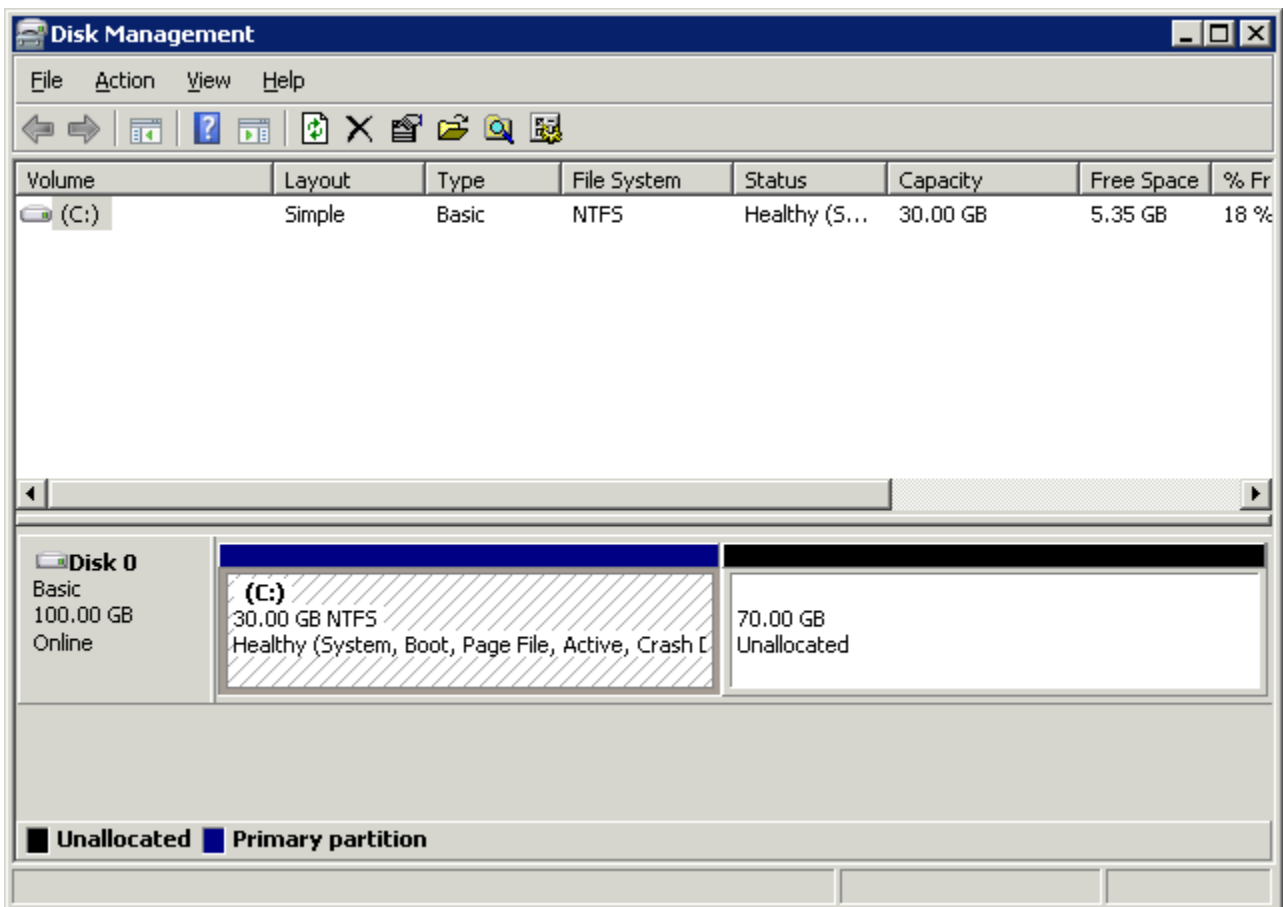 Disk Management
File Action View Help
Volume Layout Type File System Status Capacity Free Space % Fr
(C:) Simple Basic NTFS Healthy (S... 30.00 GB 5.35 GB 18 %
Disk 0
Basic
100.00 GB
Online
(C:)
30.00 GB NTFS
Healthy (System, Boot, Page File, Active, Crash D
70.00 GB
Unallocated
Unallocated Primary partition